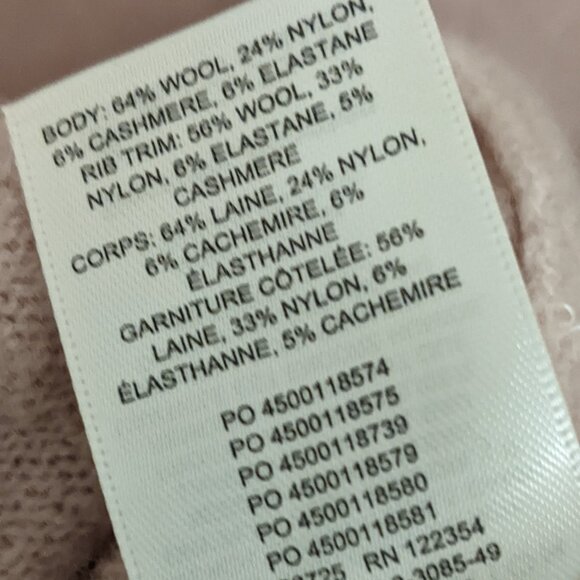 BODY: 64% WOOL, 24% NYLON,
6% CASHMERE, 6% ELASTANE
RIB TRIM: 56% WOOL, 33%
NYLON, 6% ELASTANE, 5%
CASHMERE
CORPS: 64% LAINE, 24% NYLON,
6% CACHEMIRE, 6%
ÉLASTHANNE
GARNITURE CÔTELÉE: 56%
LAINE, 33% NYLON, 6%
ÉLASTHANNE, 5% CACHEMIRE
PO 4500118574
PO 4500118575
PO 4500118739
PO 4500118579
PO 4500118580
PO 4500118581
RN 122354
3085-49